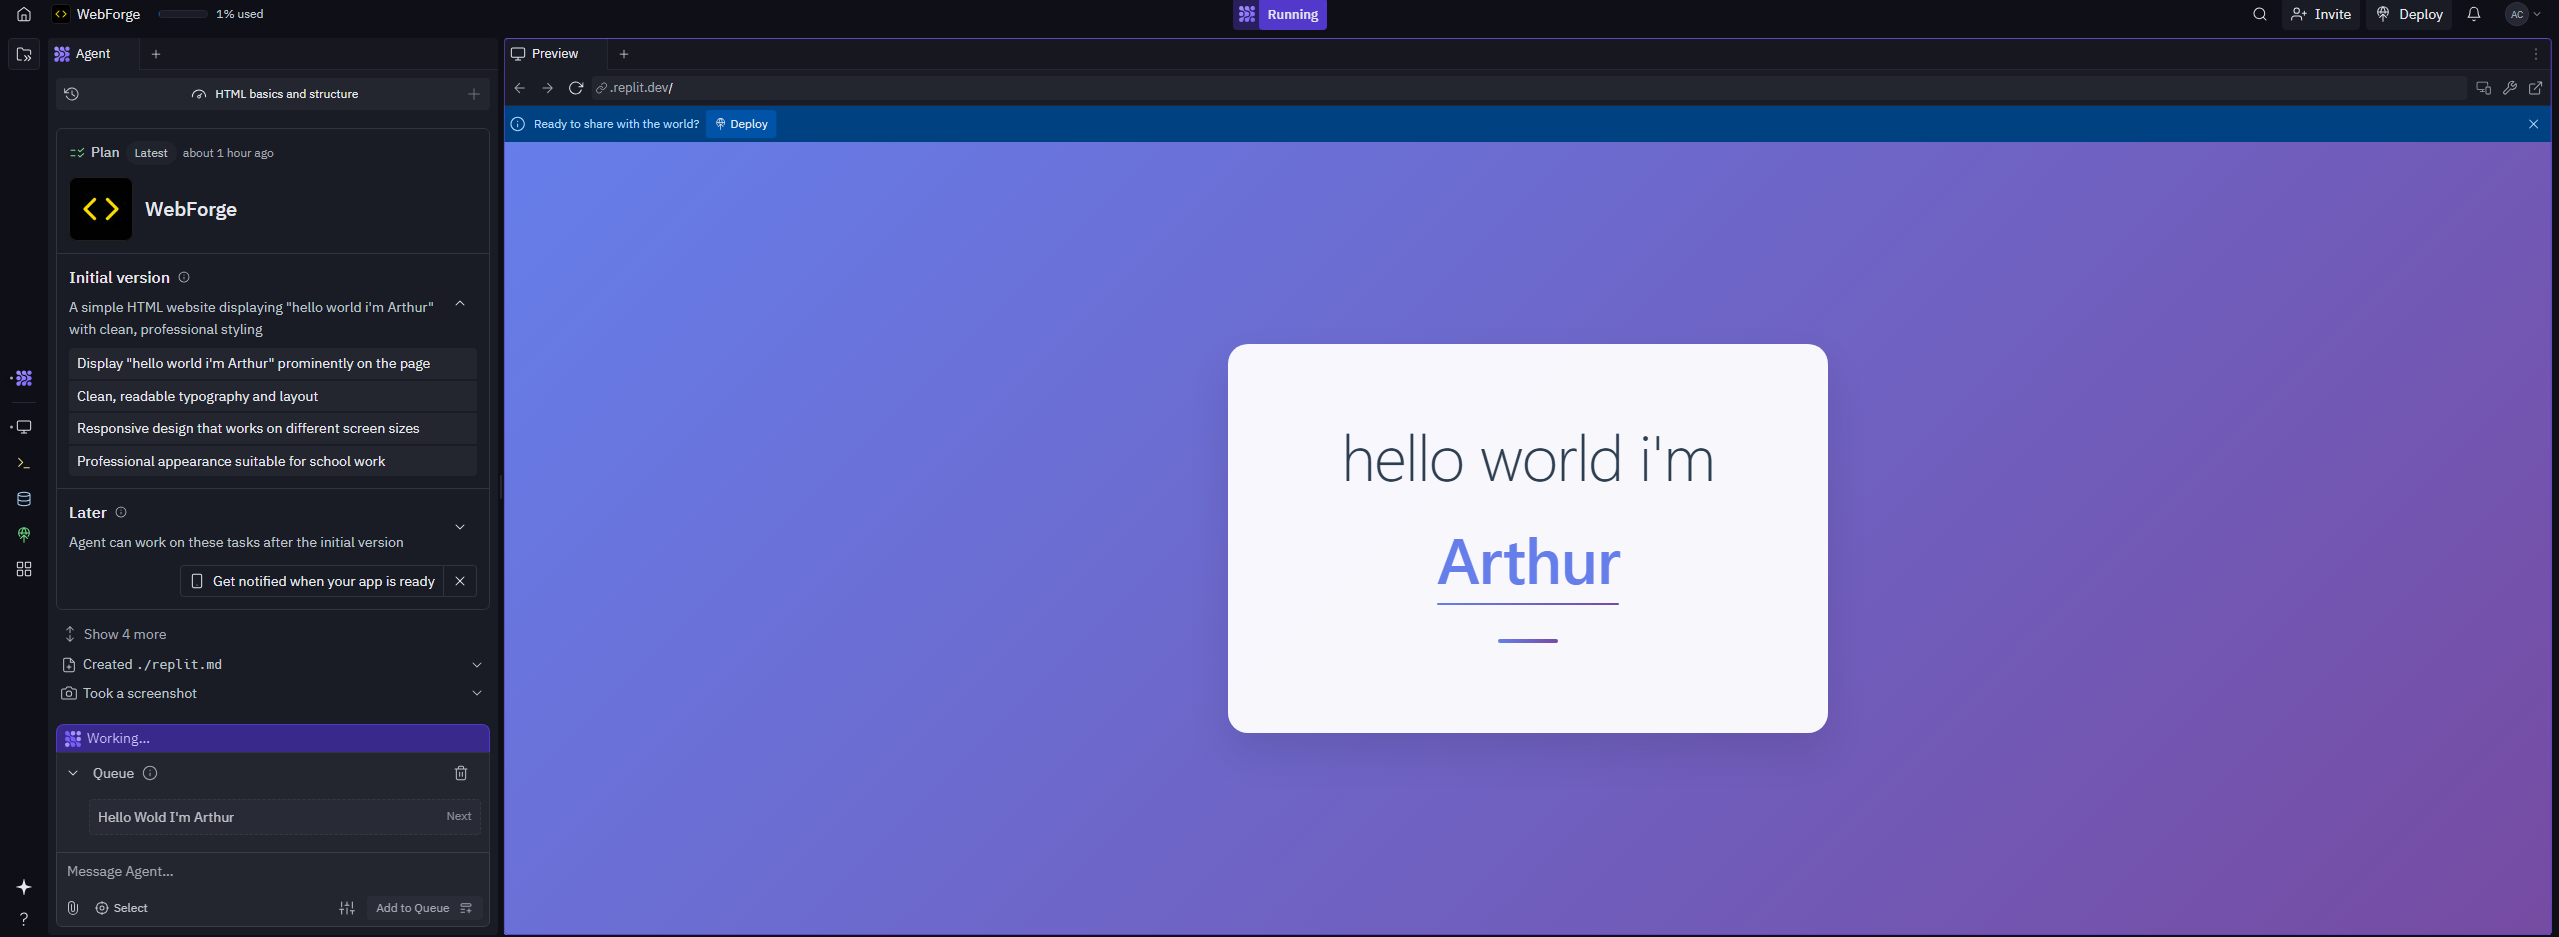 WebForge
1% used
Running
Invite
Deploy
AC
Agent
Preview
HTML basics and structure
.replit.dev/
Ready to share with the world?
Deploy
Plan
Latest
about 1 hour ago
WebForge
Initial version
A simple HTML website displaying "hello world i'm Arthur"
with clean, professional styling
Display "hello world i'm Arthur" prominently on the page
Clean, readable typography and layout
Responsive design that works on different screen sizes
Professional appearance suitable for school work
Later
Agent can work on these tasks after the initial version
Get notified when your app is ready
Show 4 more
Created ./replit.md
Took a screenshot
Working...
Queue
Hello Wold I'm Arthur
Next
Message Agent...
Select
Add to Queue
hello world i'm
Arthur